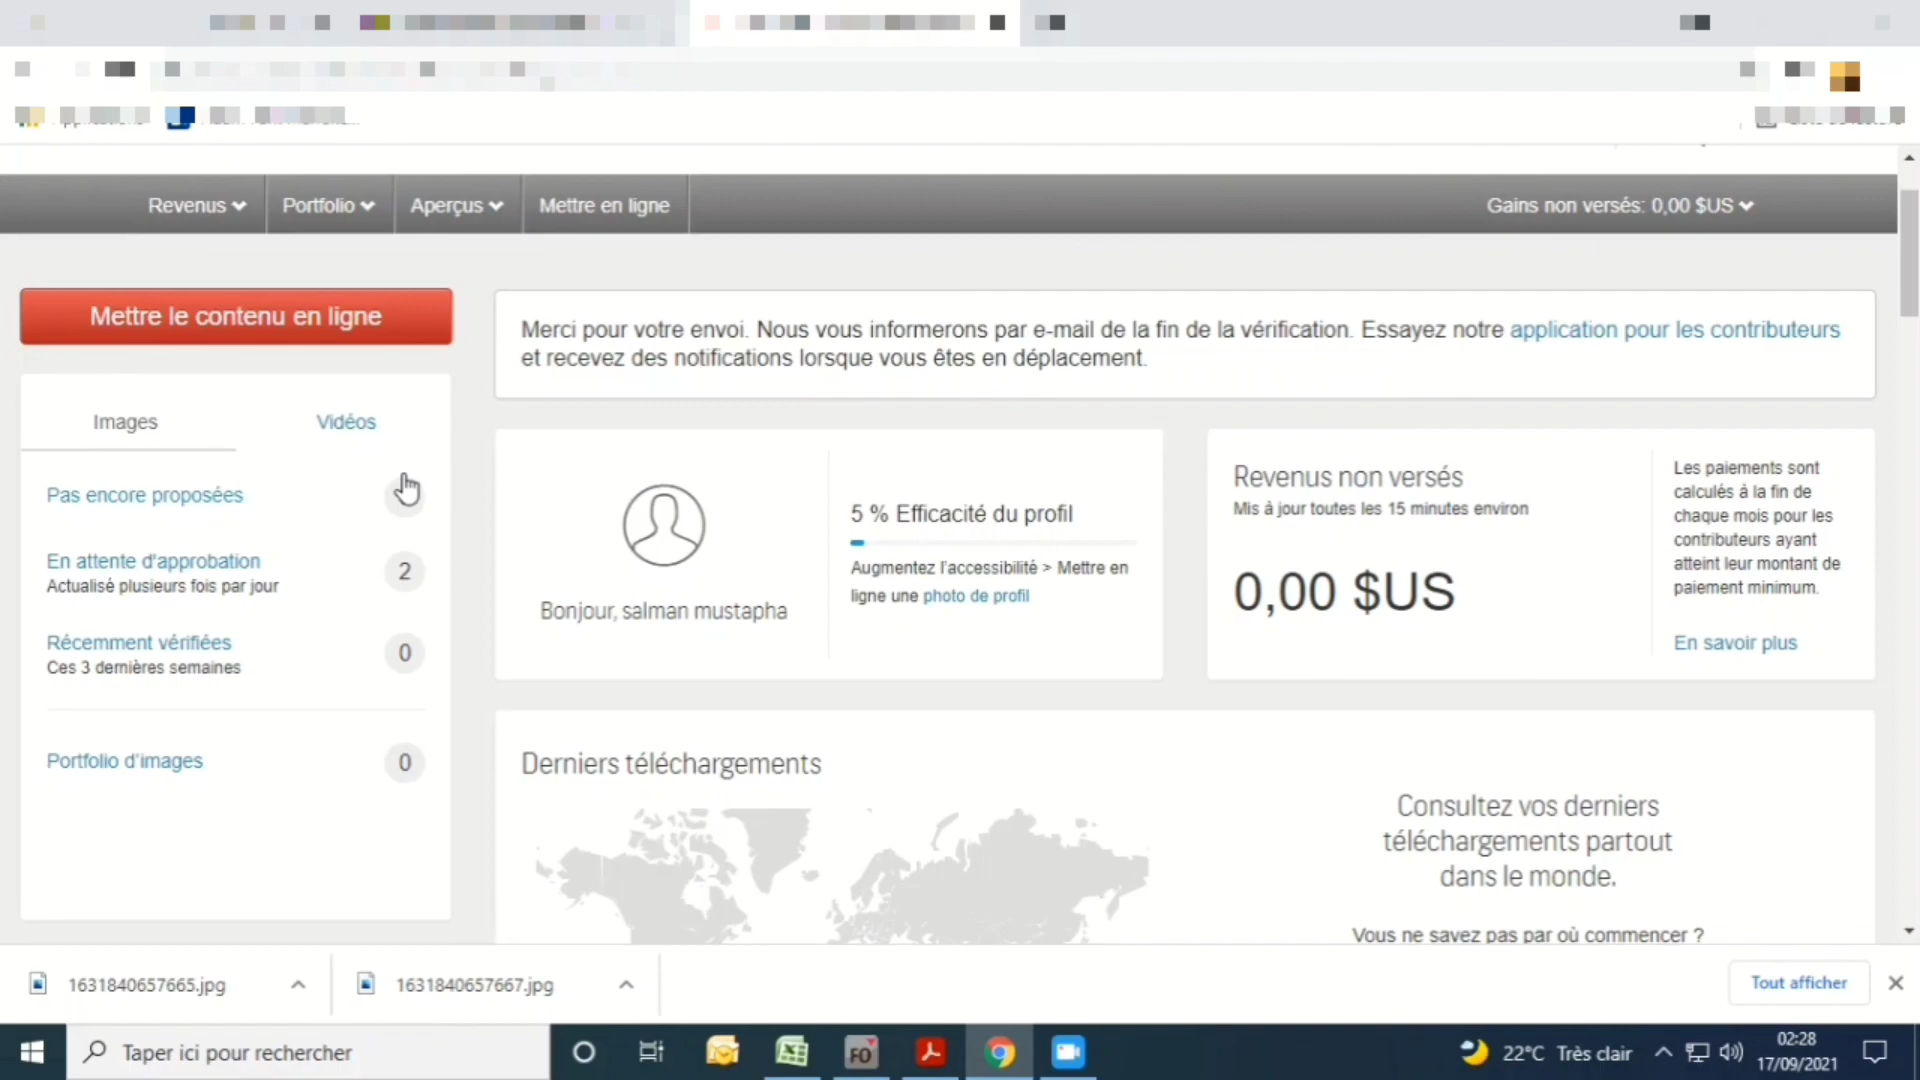 Revenus Portfolio Aperçus Mettre en ligne Gains non versés: 0,00 $US
Mettre le contenu en ligne
Merci pour votre envoi. Nous vous informerons par e-mail de la fin de la vérification. Essayez notre application pour les contributeurs
et recevez des notifications lorsque vous êtes en déplacement.
Images Vidéos
Pas encore proposées
En attente d'approbation 2
Actualisé plusieurs fois par jour
Récemment vérifiées 0
Ces 3 dernières semaines
Portfolio d'images 0
Bonjour, salman mustapha
5 % Efficacité du profil
Augmentez l'accessibilité > Mettre en
ligne une photo de profil
Revenus non versés
Mis à jour toutes les 15 minutes environ
0,00 $US
Les paiements sont
calculés à la fin de
chaque mois pour les
contributeurs ayant
atteint leur montant de
paiement minimum.
En savoir plus
Derniers téléchargements
Consultez vos derniers
téléchargements partout
dans le monde.
Vous ne savez pas par où commencer ?
1631840657665.jpg 1631840657667.jpg Tout afficher
Taper ici pour rechercher
FO
22°C Très clair
02:28
17/09/2021